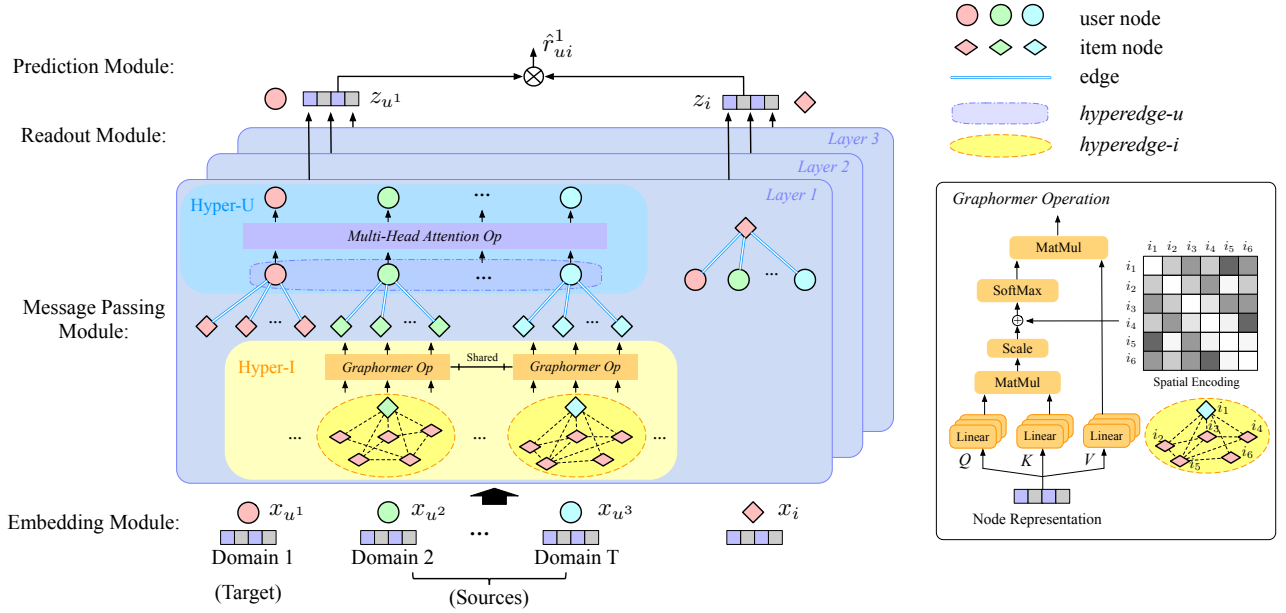 Prediction Module:
r̂¹ᵤᵢ
z_{u¹}
z_i
Readout Module:
Layer 3
Layer 2
Layer 1
Hyper-U
...
Multi-Head Attention Op
...
...
Message Passing
Module:
... ... ...
Hyper-I
Graphormer Op
Shared
Graphormer Op
... ... ...
Embedding Module:
x_{u¹}
x_{u²}
...
x_{u³}
x_i
Domain 1
Domain 2
Domain T
(Target)
(Sources)
user node
item node
edge
hyperedge-u
hyperedge-i
Graphormer Operation
MatMul
SoftMax
Scale
MatMul
Linear
Linear
Linear
Q
K
V
Node Representation
i₁ i₂ i₃ i₄ i₅ i₆
i₁
i₂
i₃
i₄
i₅
i₆
Spatial Encoding
i₁
i₂
i₃
i₄
i₅
i₆